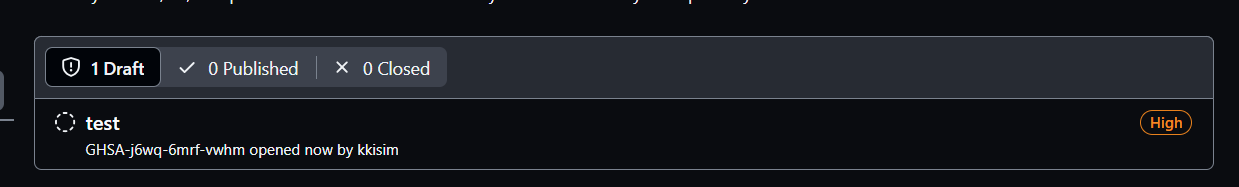 1 Draft 0 Published 0 Closed
test High
GHSA-j6wq-6mrf-vwhm opened now by kkisim